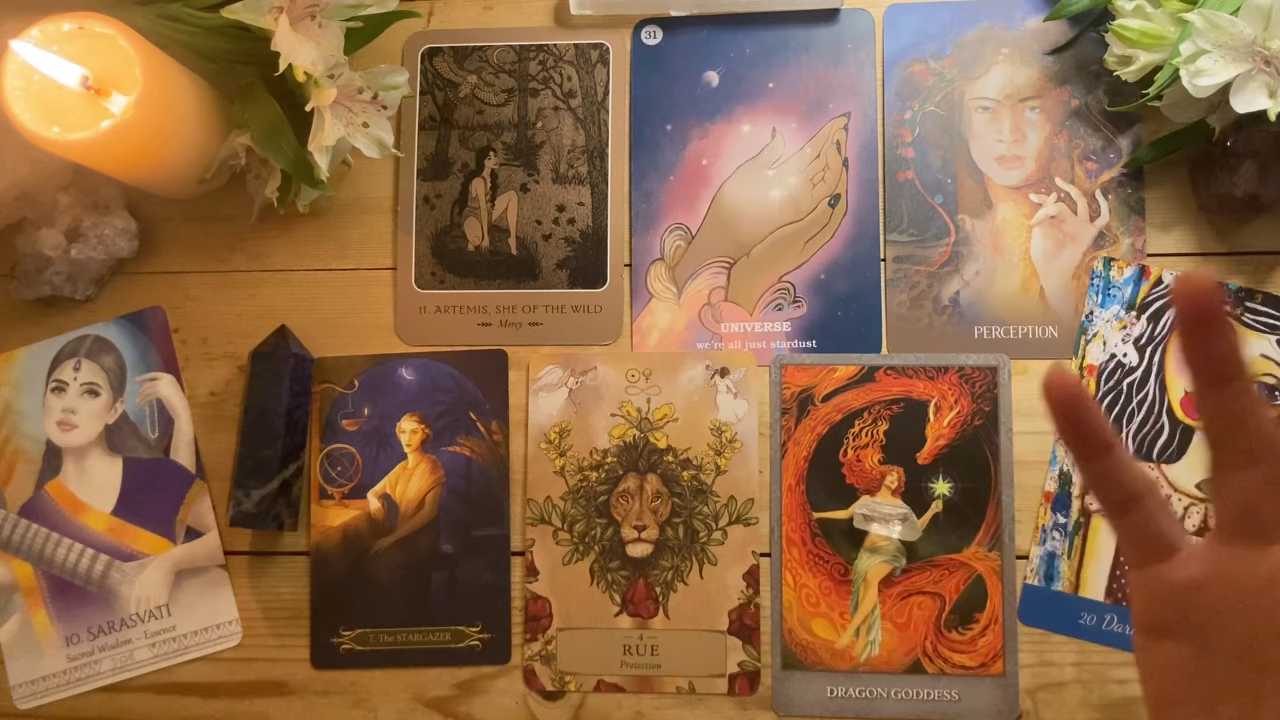 11. ARTEMIS, SHE OF THE WILD
Mercy
31
UNIVERSE
we're all just stardust
PERCEPTION
10. SARASVATI
Sacred Wisdom ~ Essence
7. The STARGAZER
4
RUE
Protection
DRAGON GODDESS
20